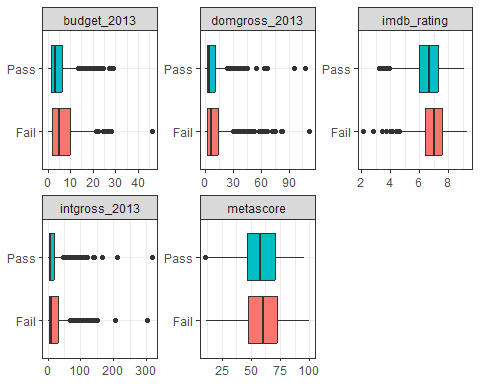 budget_2013 domgross_2013 imdb_rating
Pass Pass Pass
Fail Fail Fail
0 10 20 30 40 0 30 60 90 2 4 6 8
intgross_2013 metascore
Pass Pass
Fail Fail
0 100 200 300 25 50 75 100